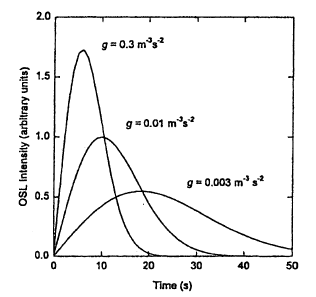 2.0
g = 0.3 m⁻³s⁻²
1.5
g = 0.01 m⁻³s⁻²
1.0
g = 0.003 m⁻³ s⁻²
0.5
0.0
0 10 20 30 40 50
Time (s)
OSL Intensity (arbitrary units)